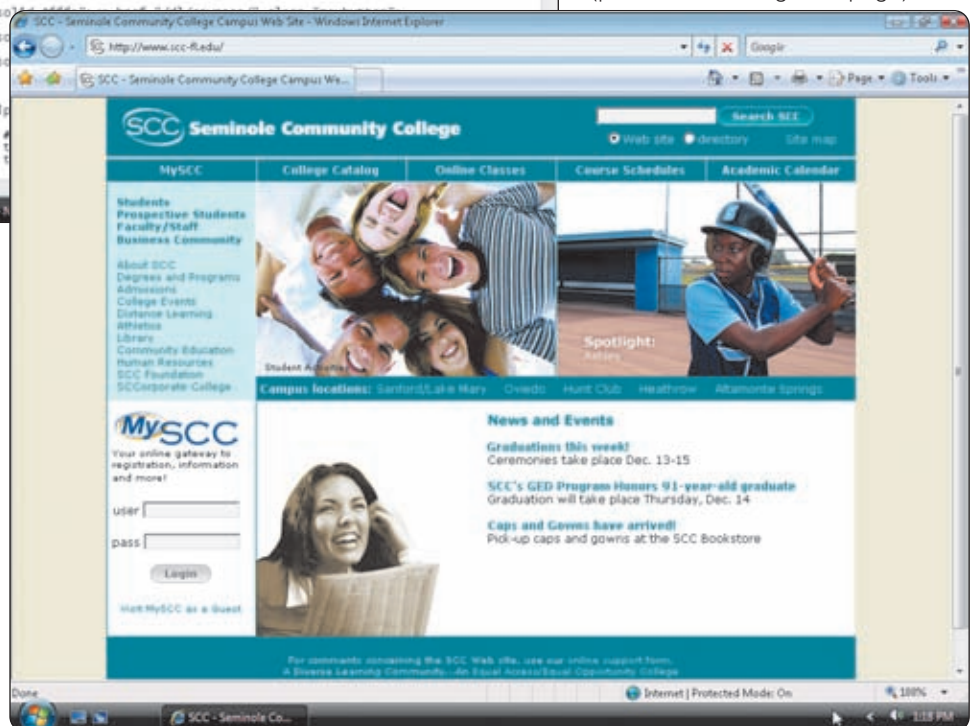 SCC - Seminole Community College Campus Web Site - Windows Internet Explorer
http://www.scc-fl.edu/
Google
SCC - Seminole Community College Campus We...
Page
Tools
SCC Seminole Community College
Search SCC
Web site
directory
Site map
MySCC
College Catalog
Online Classes
Course Schedules
Academic Calendar
Students
Prospective Students
Faculty/Staff
Business Community
About SCC
Degrees and Programs
Admissions
College Events
Distance Learning
Athletics
Library
Community Education
Human Resources
SCC Foundation
SCCorporate College
Student
Spotlight:
Campus locations: Sanford/Lake Mary Oviedo Hunt Club Heathrow Altamonte Springs
MySCC
Your online gateway to
registration, information
and more!
user
pass
Login
Visit MySCC as a Guest
News and Events
Graduations this week!
Ceremonies take place Dec. 13-15
SCC's GED Program Honors 91-year-old graduate
Graduation will take place Thursday, Dec. 14
Caps and Gowns have arrived!
Pick-up caps and gowns at the SCC Bookstore
For comments concerning the SCC Web site, use our online support form.
A Diverse Learning Community. An Equal Access/Equal Opportunity College
Done
Internet | Protected Mode: On
100%
SCC - Seminole Co...
1:18 PM